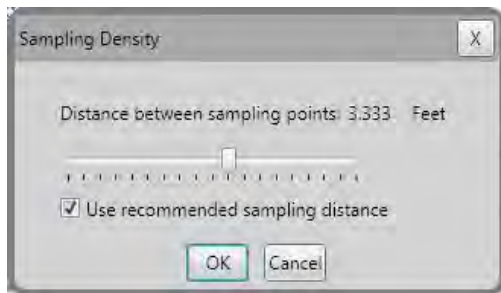 Sampling Density X
Distance between sampling points: 3.333 Feet
Use recommended sampling distance
OK Cancel